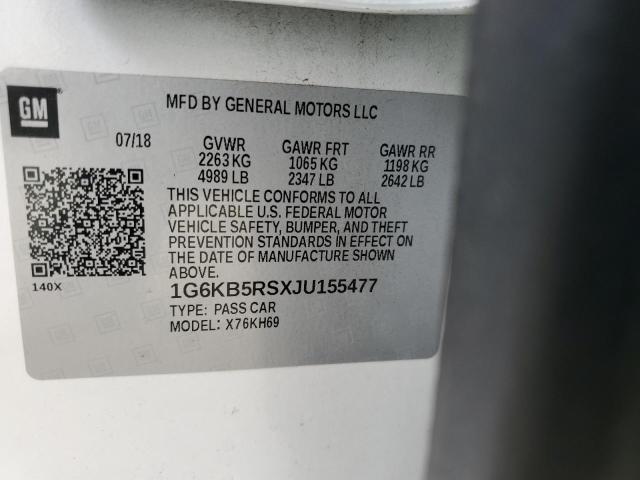 GM
MFD BY GENERAL MOTORS LLC
07/18 GVWR GAWR FRT GAWR RR
2263 KG 1065 KG 1198 KG
4989 LB 2347 LB 2642 LB
THIS VEHICLE CONFORMS TO ALL
APPLICABLE U.S. FEDERAL MOTOR
VEHICLE SAFETY, BUMPER, AND THEFT
PREVENTION STANDARDS IN EFFECT ON
THE DATE OF MANUFACTURE SHOWN
ABOVE.
140X
1G6KB5RSXJU155477
TYPE: PASS CAR
MODEL: X76KH69